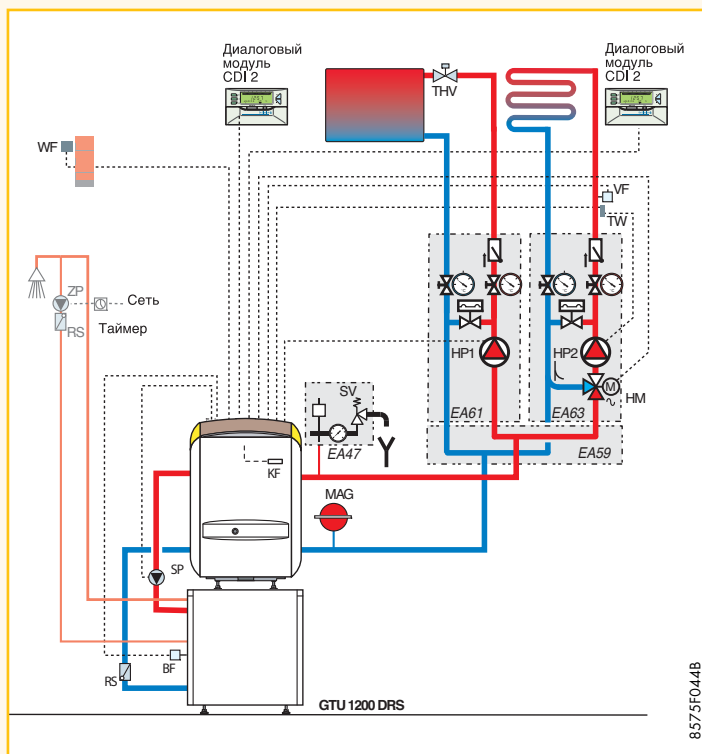 Диалоговый
модуль
CDI 2
Диалоговый
модуль
CDI 2
THV
WF
VF
TW
ZP
Сеть
RS
Таймер
HP1
HP2
M
HM
SV
EA61
EA63
EA47
EA59
KF
MAG
SP
BF
RS
GTU 1200 DRS
8575F044B